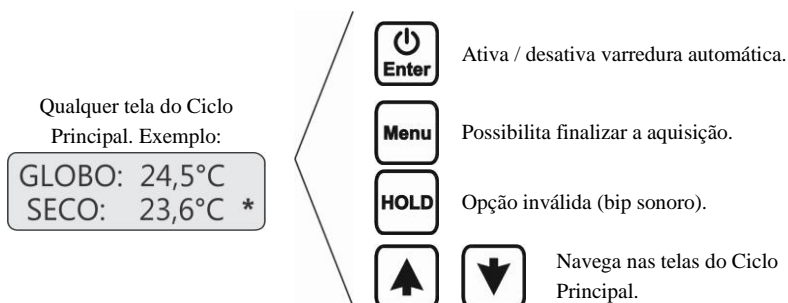 Enter
Ativa / desativa varredura automática.
Qualquer tela do Ciclo
Principal. Exemplo:
GLOBO: 24,5°C
SECO: 23,6°C *
Menu
Possibilita finalizar a aquisição.
HOLD
Opção inválida (bip sonoro).
Navega nas telas do Ciclo
Principal.